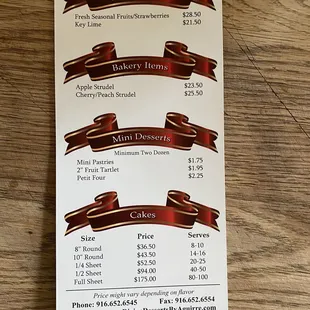 Fresh Seasonal Fruits/Strawberries $28.50
Key Lime $21.50
Bakery Items
Apple Strudel $23.50
Cherry/Peach Strudel $25.50
Mini Desserts
Minimum Two Dozen
Mini Pastries $1.75
2" Fruit Tartlet $1.95
Petit Four $2.25
Cakes
Size Price Serves
8" Round $36.50 8-10
10" Round $43.50 14-16
1/4 Sheet $52.50 20-25
1/2 Sheet $94.00 40-50
Full Sheet $175.00 80-100
Price might vary depending on flavor
Phone: 916.652.6545 Fax: 916.652.6554
DessertsByAguirre.com